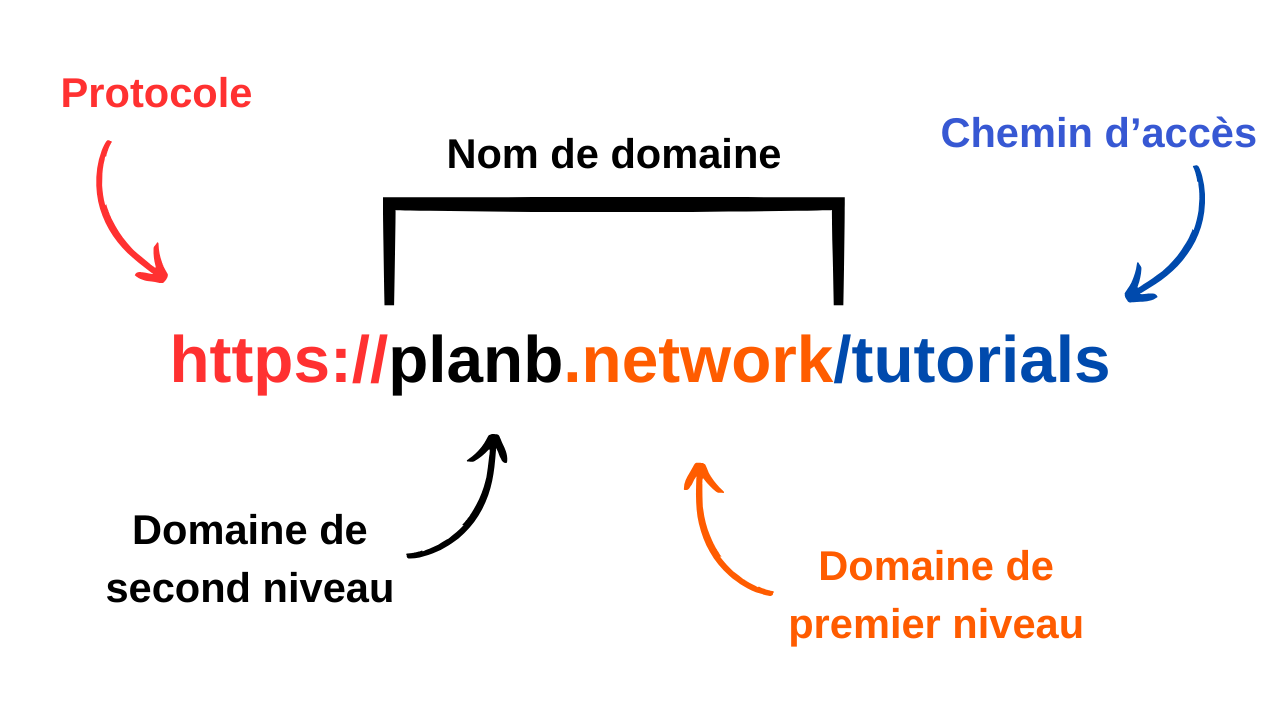 Protocole
Chemin d’accès
Nom de domaine
https://planb.network/tutorials
Domaine de
second niveau
Domaine de
premier niveau